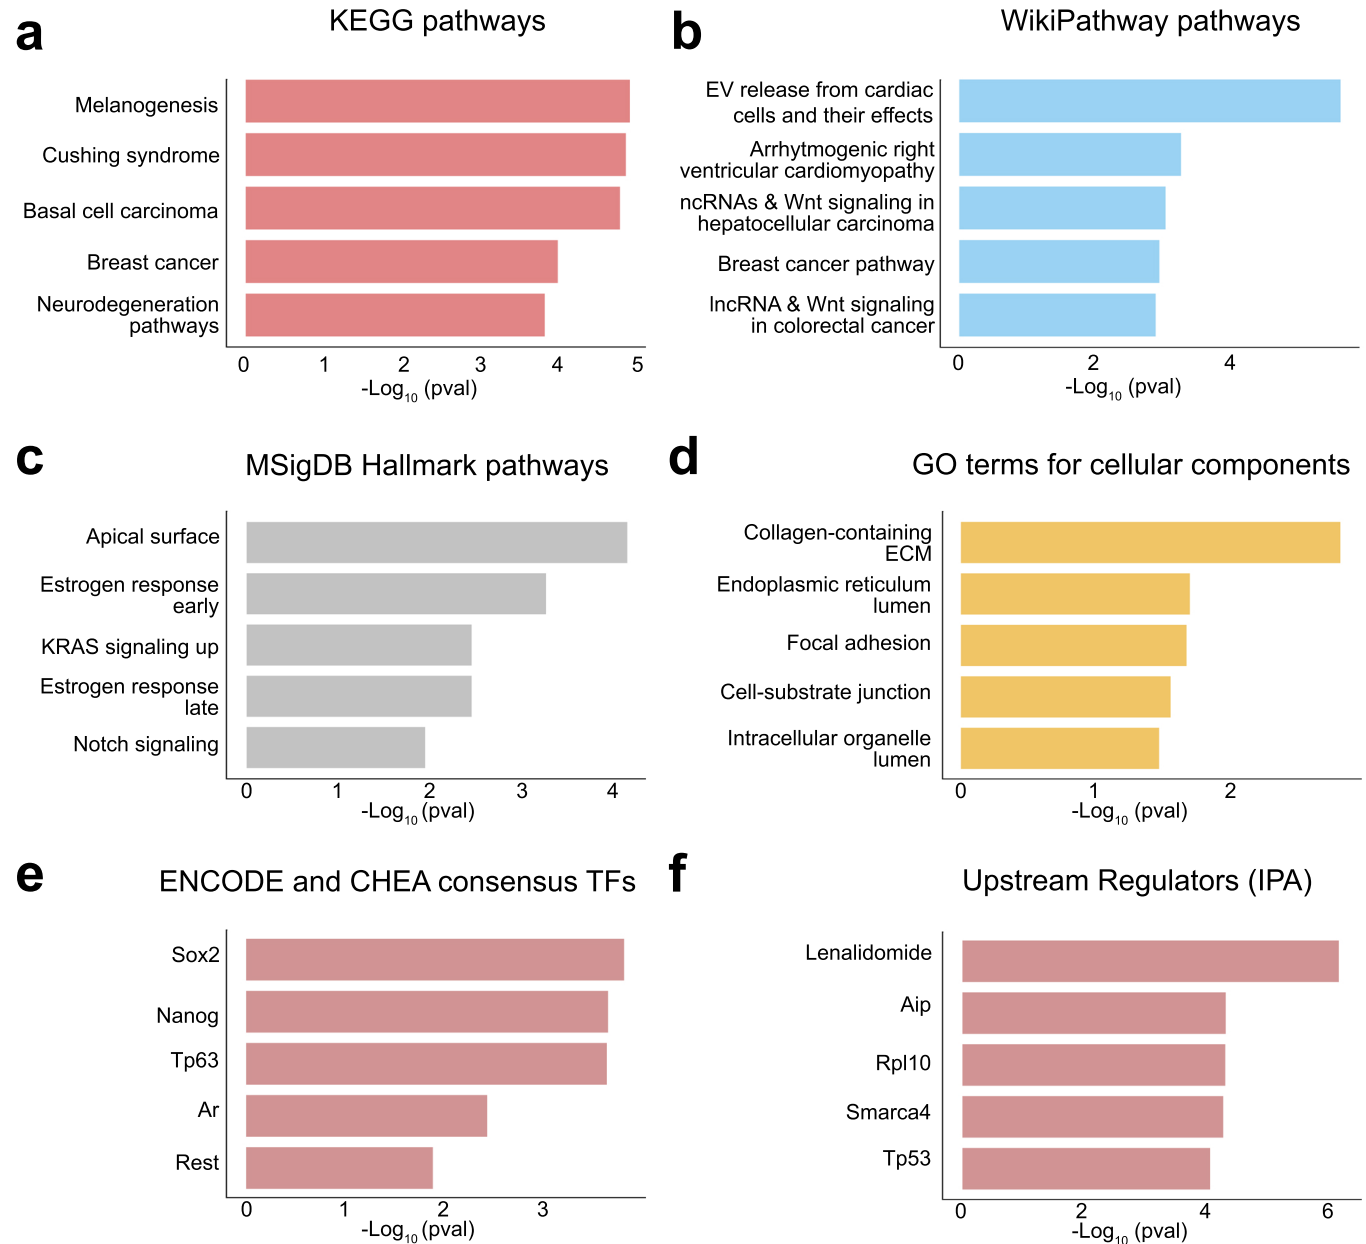 a
KEGG pathways
Melanogenesis
Cushing syndrome
Basal cell carcinoma
Breast cancer
Neurodegeneration
pathways
0 1 2 3 4 5
-Log10 (pval)
b
WikiPathway pathways
EV release from cardiac
cells and their effects
Arrhytmogenic right
ventricular cardiomyopathy
ncRNAs & Wnt signaling in
hepatocellular carcinoma
Breast cancer pathway
lncRNA & Wnt signaling
in colorectal cancer
0 2 4
-Log10 (pval)
c
MSigDB Hallmark pathways
Apical surface
Estrogen response
early
KRAS signaling up
Estrogen response
late
Notch signaling
0 1 2 3 4
-Log10 (pval)
d
GO terms for cellular components
Collagen-containing
ECM
Endoplasmic reticulum
lumen
Focal adhesion
Cell-substrate junction
Intracellular organelle
lumen
0 1 2
-Log10 (pval)
e
ENCODE and CHEA consensus TFs
Sox2
Nanog
Tp63
Ar
Rest
0 1 2 3
-Log10 (pval)
f
Upstream Regulators (IPA)
Lenalidomide
Aip
Rpl10
Smarca4
Tp53
0 2 4 6
-Log10 (pval)